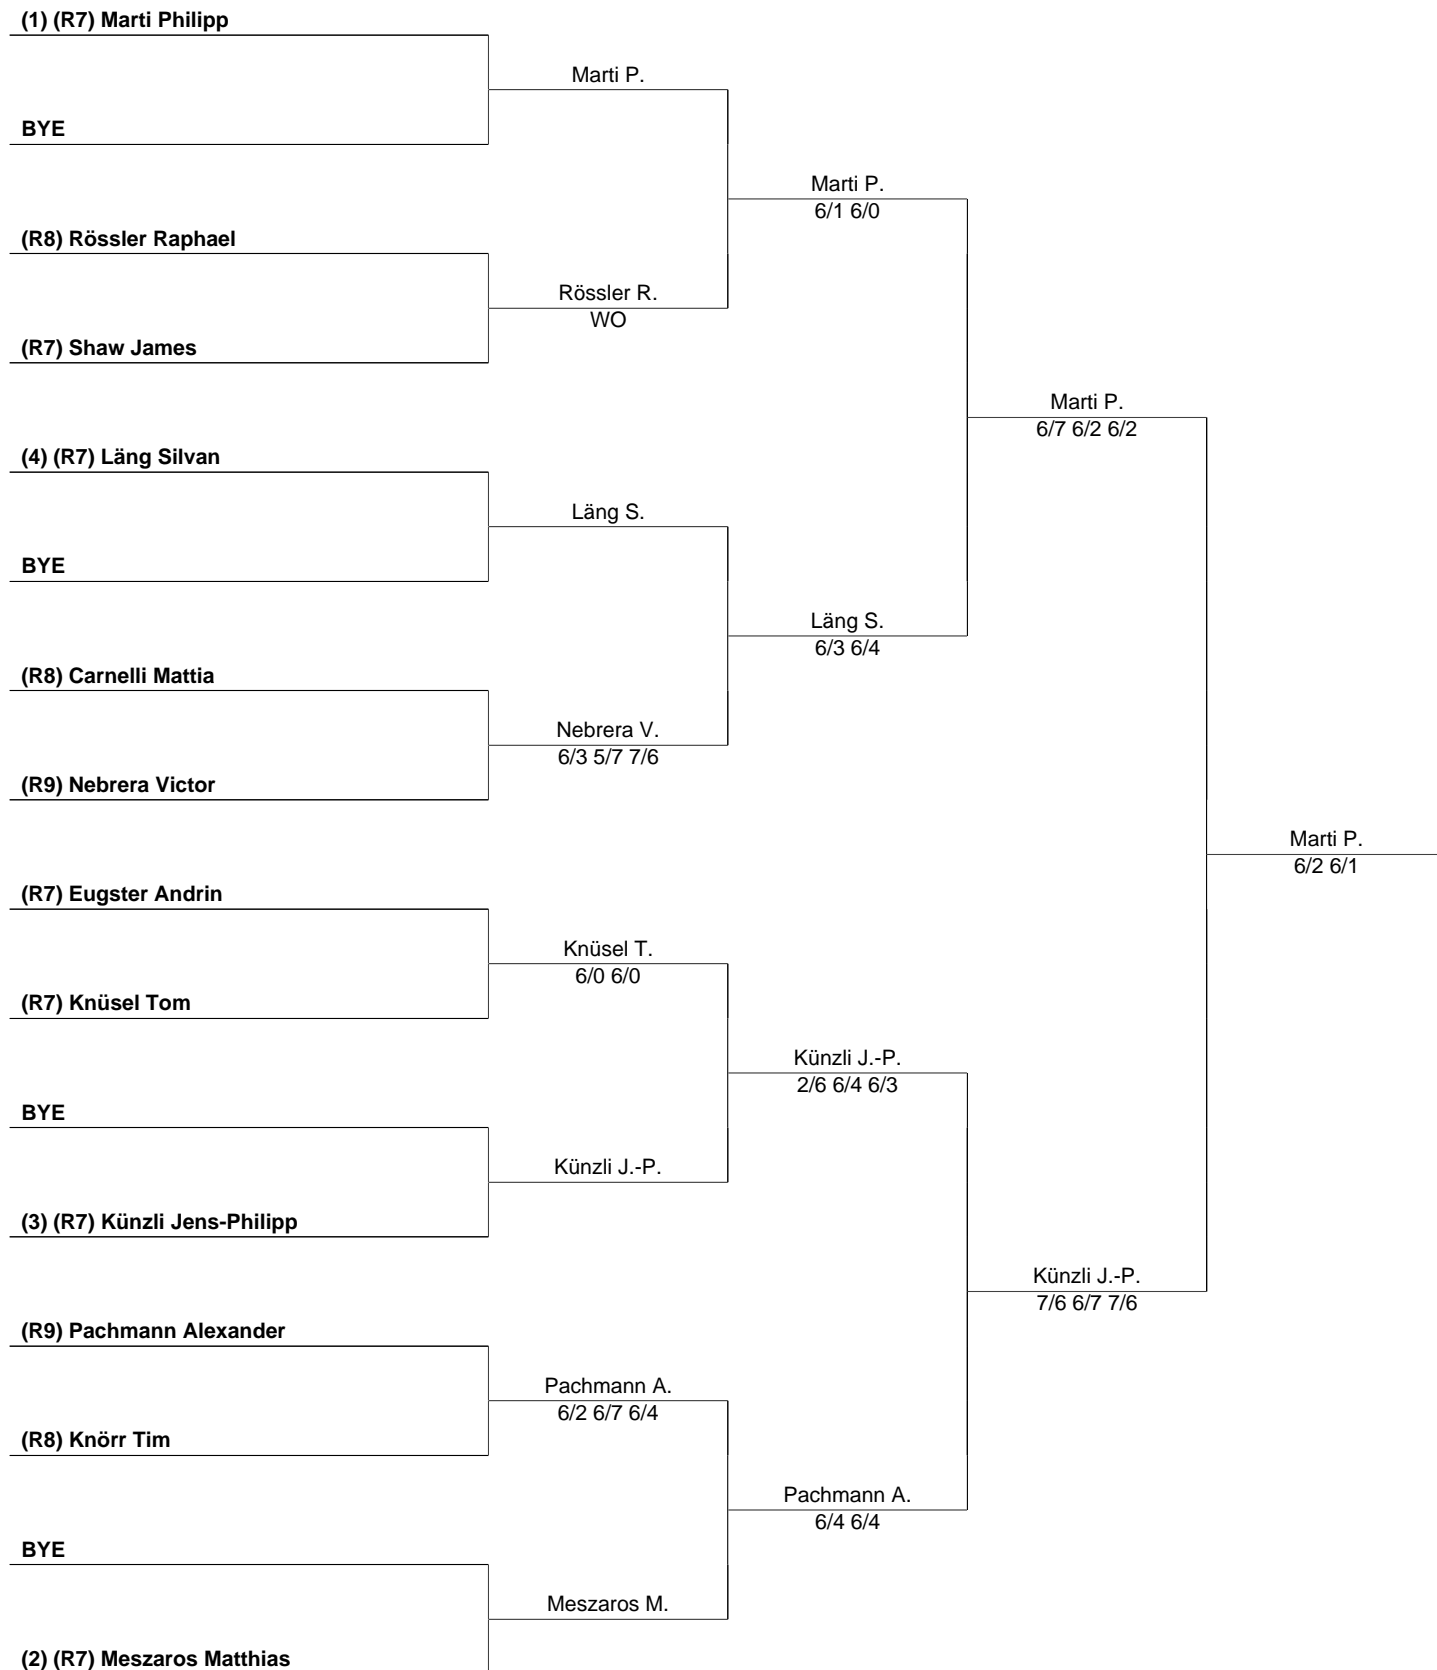 (1) (R7) Marti Philipp
Marti P.
BYE
Marti P.
6/1 6/0
(R8) Rössler Raphael
Rössler R.
WO
(R7) Shaw James
Marti P.
6/7 6/2 6/2
(4) (R7) Läng Silvan
Läng S.
BYE
Läng S.
6/3 6/4
(R8) Carnelli Mattia
Nebrera V.
6/3 5/7 7/6
(R9) Nebrera Victor
Marti P.
6/2 6/1
(R7) Eugster Andrin
Knüsel T.
6/0 6/0
(R7) Knüsel Tom
Künzli J.-P.
2/6 6/4 6/3
BYE
Künzli J.-P.
(3) (R7) Künzli Jens-Philipp
Künzli J.-P.
7/6 6/7 7/6
(R9) Pachmann Alexander
Pachmann A.
6/2 6/7 6/4
(R8) Knörr Tim
Pachmann A.
6/4 6/4
BYE
Meszaros M.
(2) (R7) Meszaros Matthias